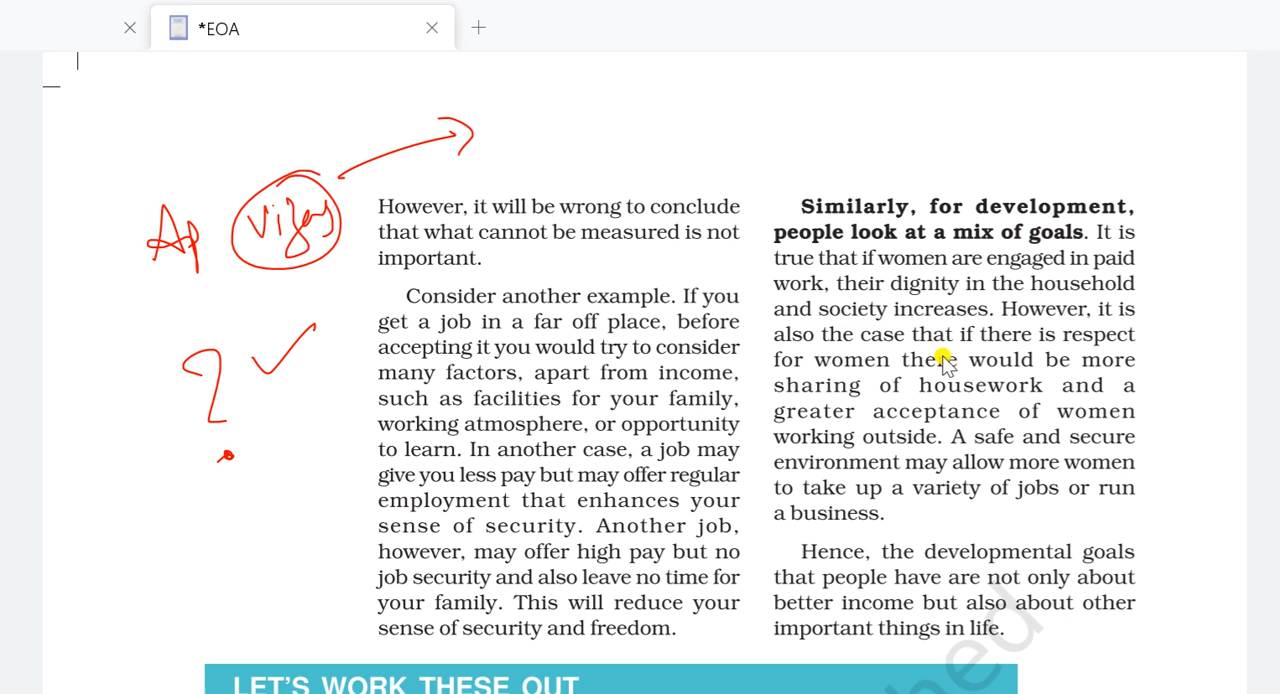 *EOA
Ap
However, it will be wrong to conclude
that what cannot be measured is not
important.
Consider another example. If you
get a job in a far off place, before
accepting it you would try to consider
many factors, apart from income,
such as facilities for your family,
working atmosphere, or opportunity
to learn. In another case, a job may
give you less pay but may offer regular
employment that enhances your
sense of security. Another job,
however, may offer high pay but no
job security and also leave no time for
your family. This will reduce your
sense of security and freedom.
Similarly, for development,
people look at a mix of goals. It is
true that if women are engaged in paid
work, their dignity in the household
and society increases. However, it is
also the case that if there is respect
for women there would be more
sharing of housework and a
greater acceptance of women
working outside. A safe and secure
environment may allow more women
to take up a variety of jobs or run
a business.
Hence, the developmental goals
that people have are not only about
better income but also about other
important things in life.
LET'S WORK THESE OUT